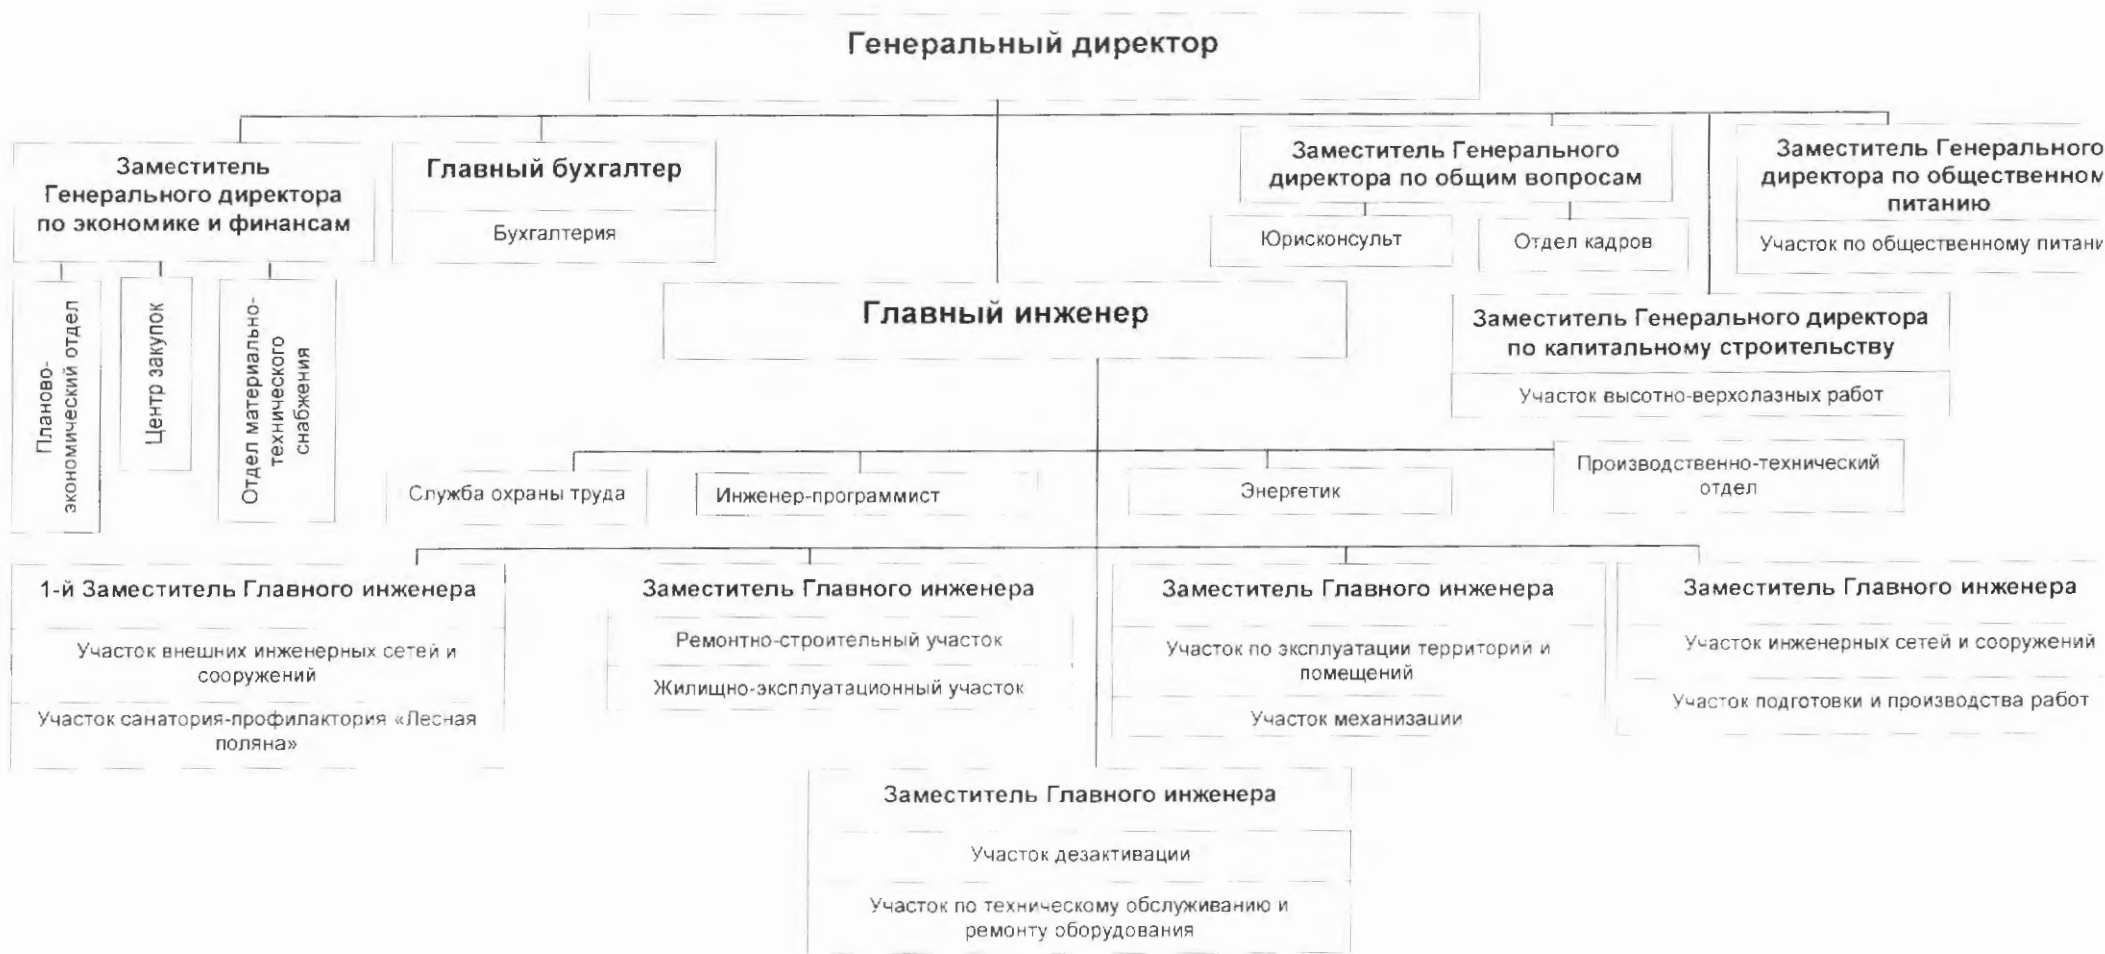 Генеральный директор
Заместитель
Генерального директора
по экономике и финансам
Главный бухгалтер
Бухгалтерия
Заместитель Генерального
директора по общим вопросам
Юрисконсульт
Отдел кадров
Заместитель Генерального
директора по общественном
питанию
Участок по общественному питани
Планово-
экономический отдел
Центр закупок
Отдел материально-
технического
снабжения
Главный инженер
Заместитель Генерального директора
по капитальному строительству
Участок высотно-верхолазных работ
Служба охраны труда
Инженер-программист
Энергетик
Производственно-технический
отдел
1-й Заместитель Главного инженера
Участок внешних инженерных сетей и
сооружений
Участок санатория-профилактория «Лесная
поляна»
Заместитель Главного инженера
Ремонтно-строительный участок
Жилищно-эксплуатационный участок
Заместитель Главного инженера
Участок по эксплуатации территорий и
помещений
Участок механизации
Заместитель Главного инженера
Участок инженерных сетей и сооружений
Участок подготовки и производства работ
Заместитель Главного инженера
Участок дезактивации
Участок по техническому обслуживанию и
ремонту оборудования